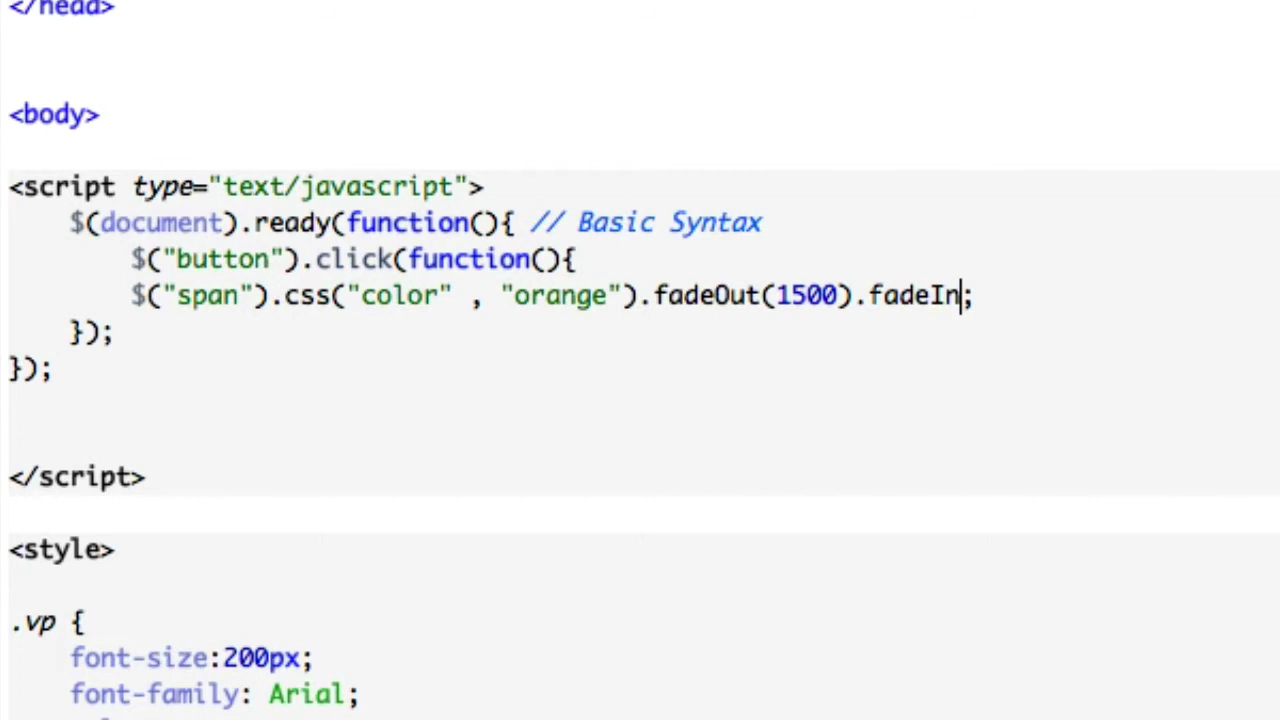 </head>
<body>
<script type="text/javascript">
$(document).ready(function(){ // Basic Syntax
$("button").click(function(){
$("span").css("color" , "orange").fadeOut(1500).fadeIn;
});
});
</script>
<style>
.vp {
font-size:200px;
font-family: Arial;